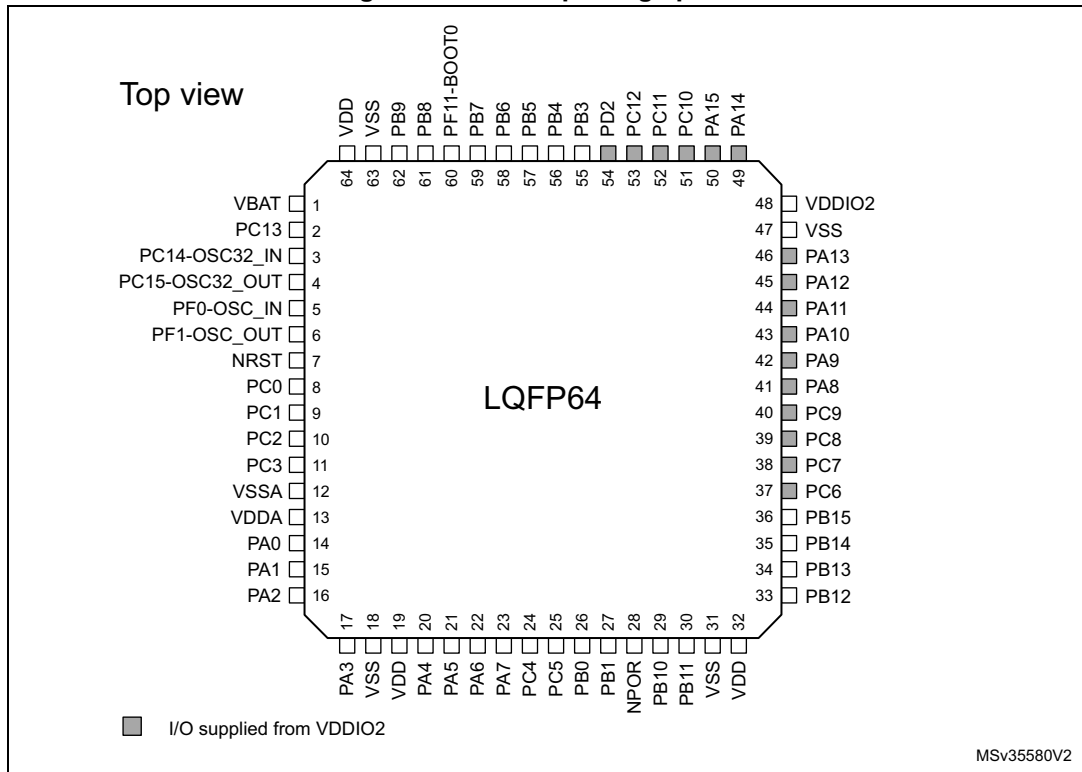 Top view
VDD
VSS
PB9
PB8
PF11-BOOT0
PB7
PB6
PB5
PB4
PB3
PD2
PC12
PC11
PC10
PA15
PA14
64
63
62
61
60
59
58
57
56
55
54
53
52
51
50
49
VBAT 1
PC13 2
PC14-OSC32_IN 3
PC15-OSC32_OUT 4
PF0-OSC_IN 5
PF1-OSC_OUT 6
NRST 7
PC0 8
PC1 9
PC2 10
PC3 11
VSSA 12
VDDA 13
PA0 14
PA1 15
PA2 16
LQFP64
48 VDDIO2
47 VSS
46 PA13
45 PA12
44 PA11
43 PA10
42 PA9
41 PA8
40 PC9
39 PC8
38 PC7
37 PC6
36 PB15
35 PB14
34 PB13
33 PB12
17
18
19
20
21
22
23
24
25
26
27
28
29
30
31
32
PA3
VSS
VDD
PA4
PA5
PA6
PA7
PC4
PC5
PB0
PB1
NPOR
PB10
PB11
VSS
VDD
I/O supplied from VDDIO2
MSv35580V2